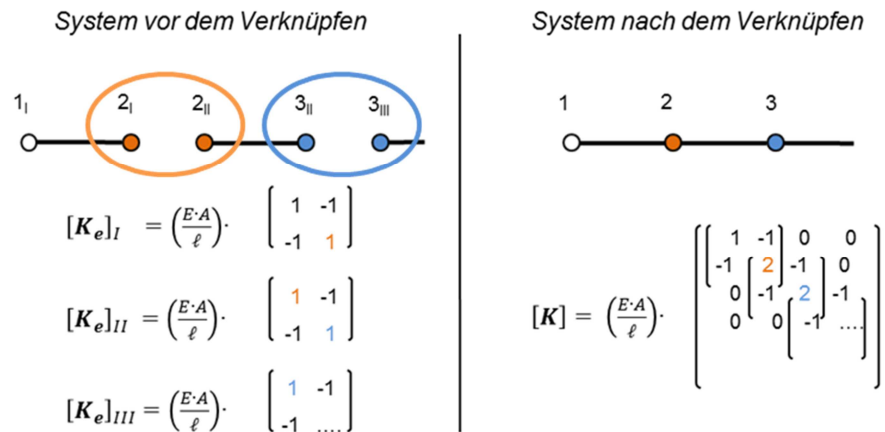 System vor dem Verknüpfen
1I 2I 2II 3II 3III
[Ke]I = (E·A/ℓ)· [1 -1
-1 1]
[Ke]II = (E·A/ℓ)· [1 -1
-1 1]
[Ke]III = (E·A/ℓ)· [1 -1
-1 ....]
System nach dem Verknüpfen
1 2 3
[K] = (E·A/ℓ)·
1 -1 0 0
-1 2 -1 0
0 -1 2 -1
0 0 -1 ....